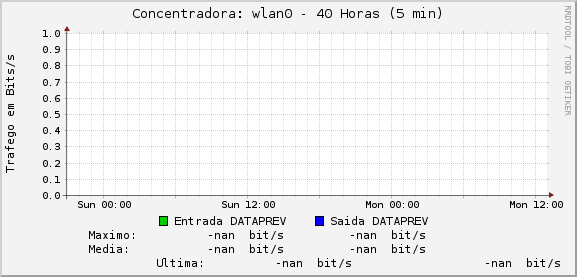 Concentradora: wlan0 - 40 Horas (5 min)
RRDTOOL / TOBI OETIKER
Trafego em Bits/s
1.0
0.9
0.8
0.7
0.6
0.5
0.4
0.3
0.2
0.1
0.0
Sun 00:00 Sun 12:00 Mon 00:00 Mon 12:00
Entrada DATAPREV Saida DATAPREV
Maximo: -nan bit/s -nan bit/s
Media: -nan bit/s -nan bit/s
Ultima: -nan bit/s -nan bit/s